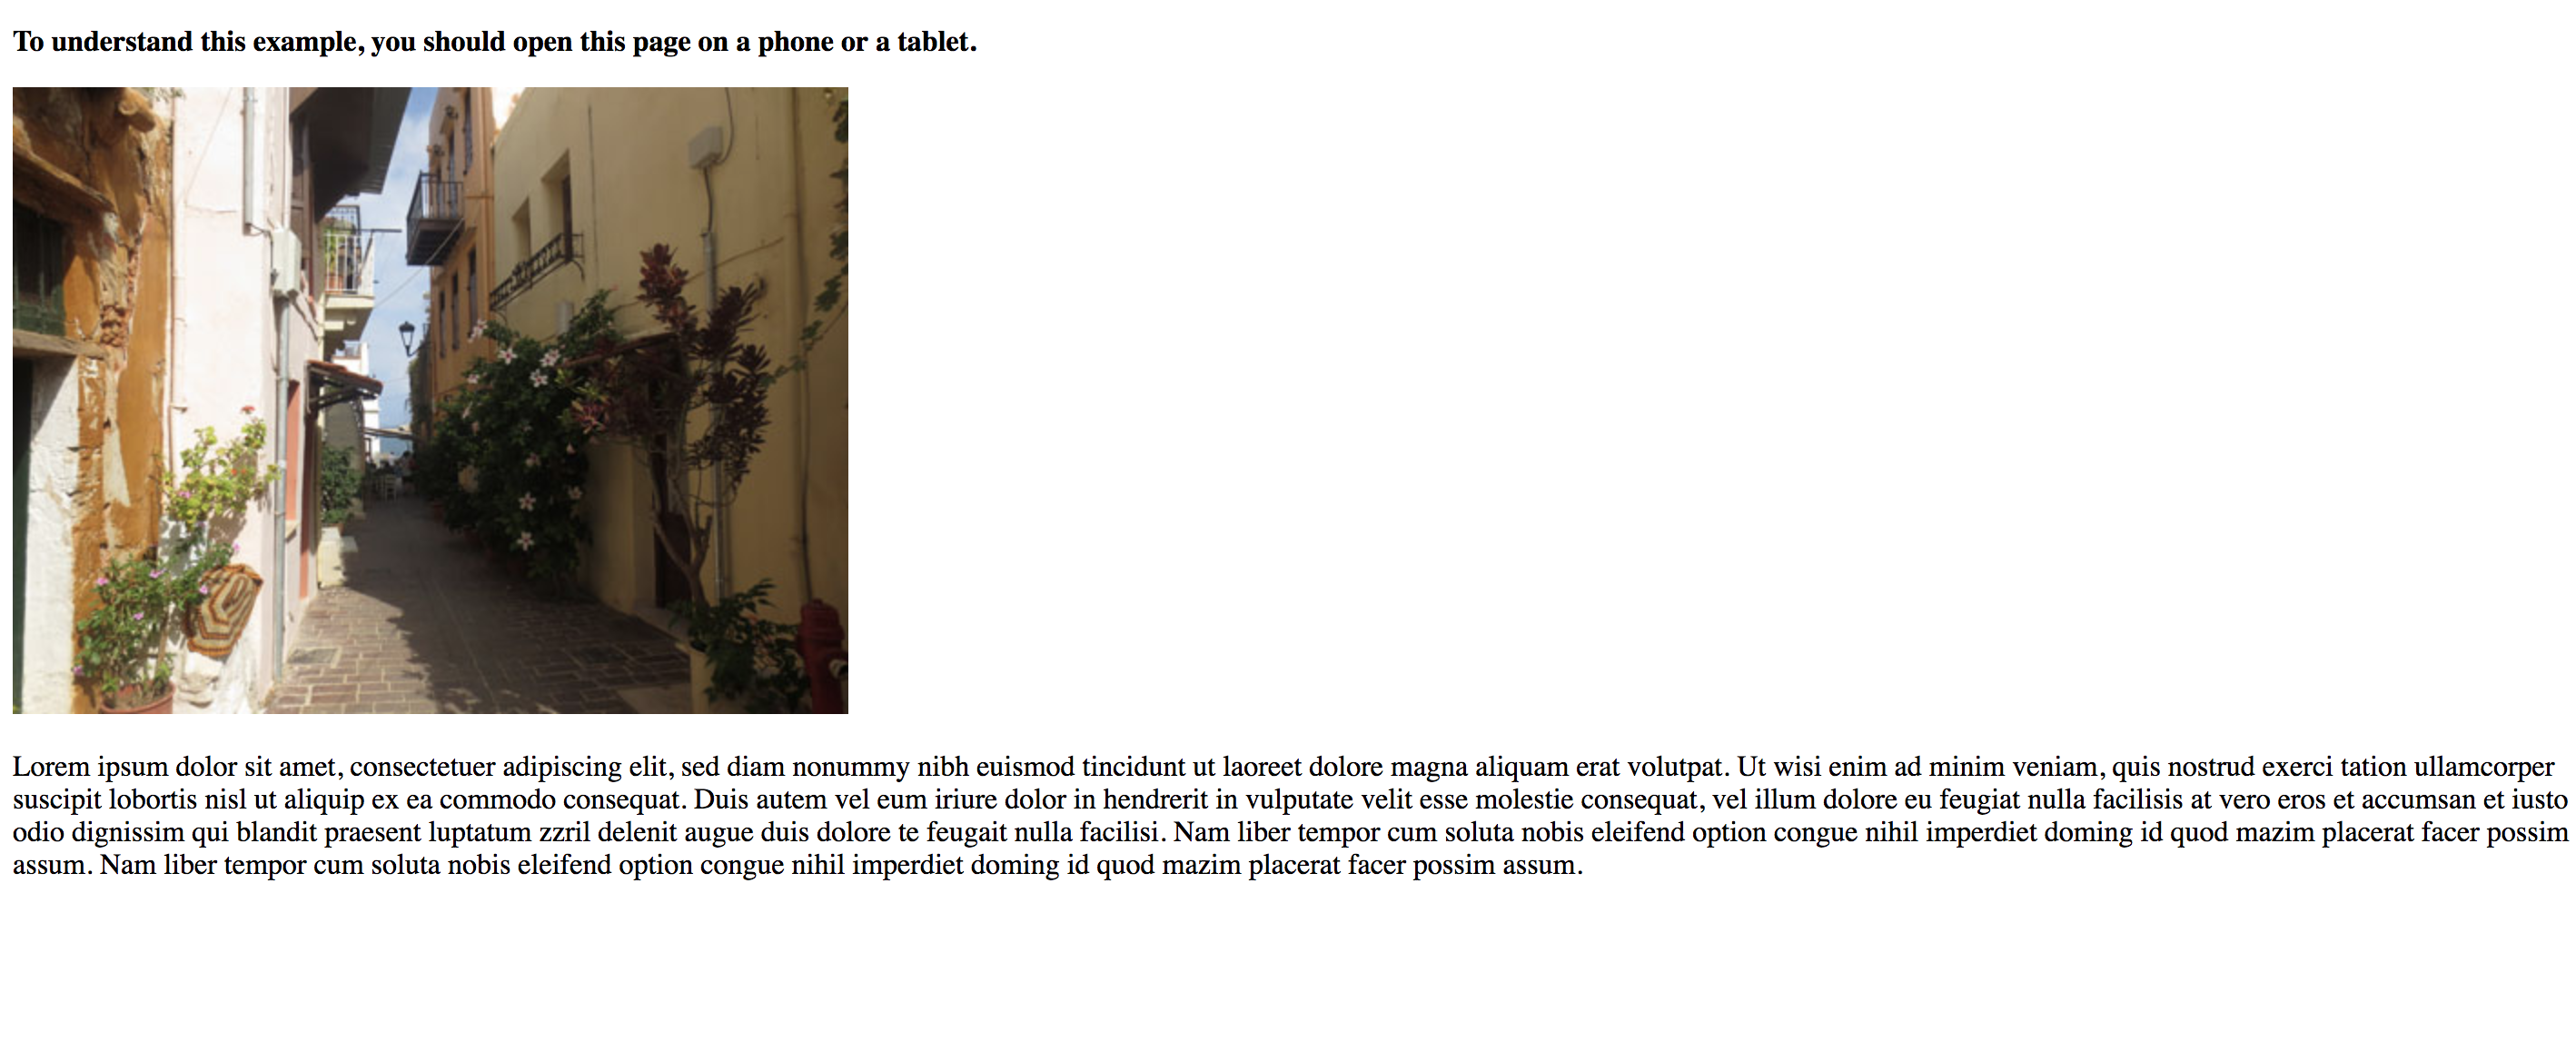 To understand this example, you should open this page on a phone or a tablet.
Lorem ipsum dolor sit amet, consectetuer adipiscing elit, sed diam nonummy nibh euismod tincidunt ut laoreet dolore magna aliquam erat volutpat. Ut wisi enim ad minim veniam, quis nostrud exerci tation ullamcorper
suscipit lobortis nisl ut aliquip ex ea commodo consequat. Duis autem vel eum iriure dolor in hendrerit in vulputate velit esse molestie consequat, vel illum dolore eu feugiat nulla facilisis at vero eros et accumsan et iusto
odio dignissim qui blandit praesent luptatum zzril delenit augue duis dolore te feugait nulla facilisi. Nam liber tempor cum soluta nobis eleifend option congue nihil imperdiet doming id quod mazim placerat facer possim
assum. Nam liber tempor cum soluta nobis eleifend option congue nihil imperdiet doming id quod mazim placerat facer possim assum.